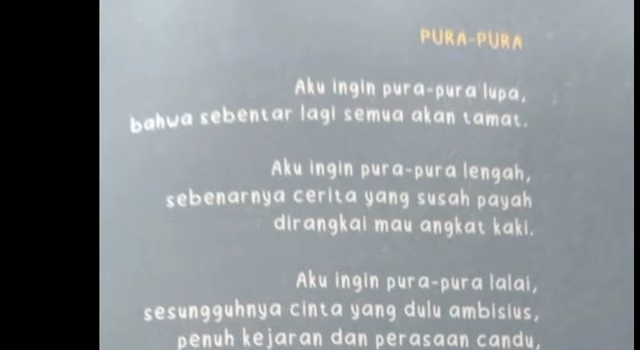 PURA-PURA
Aku ingin pura-pura lupa,
bahwa sebentar lagi semua akan tamat.
Aku ingin pura-pura lengah,
sebenarnya cerita yang susah payah
dirangkai mau angkat kaki.
Aku ingin pura-pura lalai,
sesungguhnya cinta yang dulu ambisius,
penuh kejaran dan perasaan candu,